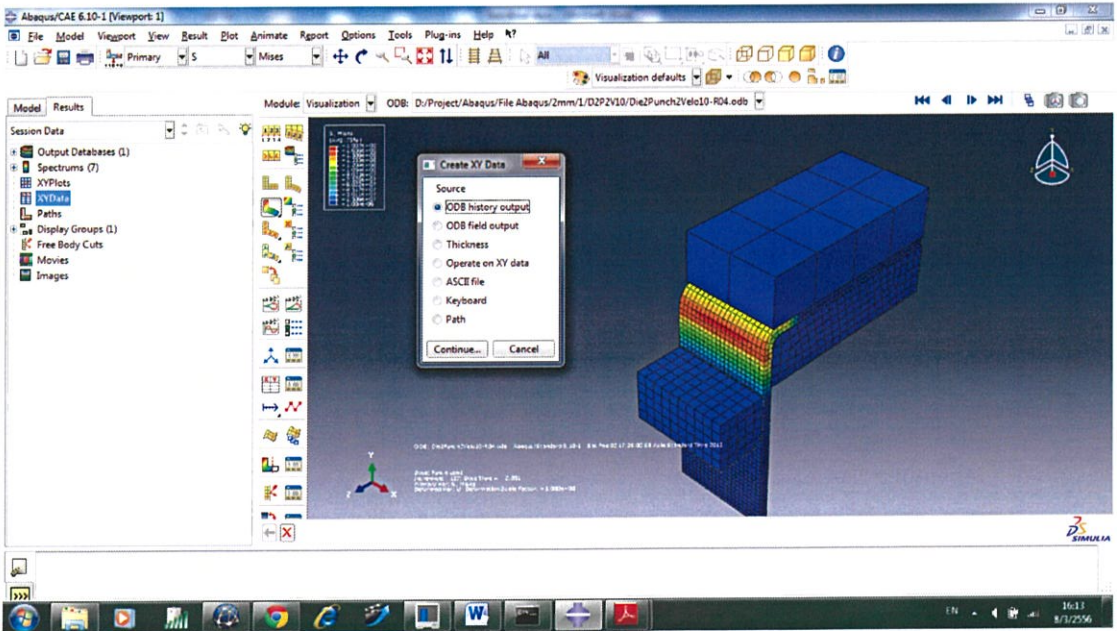 Abaqus/CAE 6.10-1 [Viewport: 1]
File Model Viewport View Result Plot Animate Report Options Tools Plug-ins Help
Primary S Mises All
Visualization defaults
Model Results Module: Visualization ODB: D:/Project/Abaqus/File Abaqus/2mm/1/D2P2V10/Die2Punch2Velo10-R04.odb
Session Data
Output Databases (1)
Spectrums (7)
XYPlots
XYData
Paths
Display Groups (1)
Free Body Cuts
Movies
Images
Create XY Data
Source
ODB history output
ODB field output
Thickness
Operate on XY data
ASCII file
Keyboard
Path
Continue... Cancel
Y
Z X
SIMULIA
EN 16:13
8/3/2556